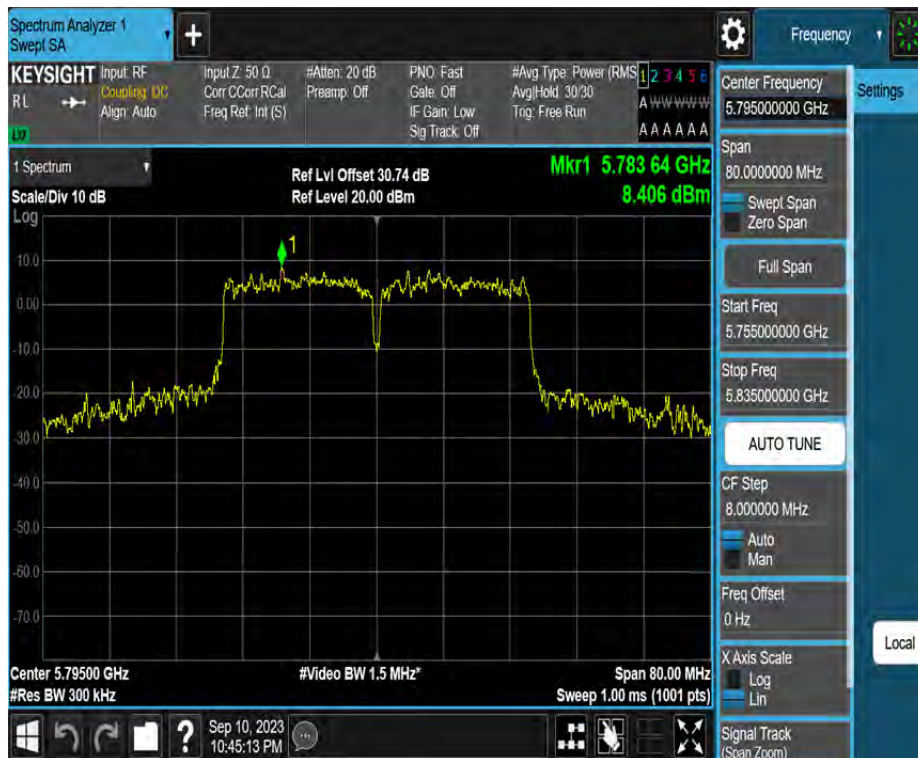 Spectrum Analyzer 1
Swept SA
Frequency
KEYSIGHT
RL
Input: RF
Coupling: DC
Align: Auto
Input Z: 50 Ω
Corr CCorr RCal
Freq Ref: Int (S)
#Atten: 20 dB
Preamp: Off
PNO: Fast
Gate: Off
IF Gain: Low
Sig Track: Off
#Avg Type: Power (RMS
Avg|Hold: 30/30
Trig: Free Run
1 2 3 4 5 6
A W W W W W
A A A A A A
1 Spectrum
Scale/Div 10 dB
Log
Ref Lvl Offset 30.74 dB
Ref Level 20.00 dBm
Mkr1 5.783 64 GHz
8.406 dBm
1
10.0
0.00
-10.0
-20.0
-30.0
-40.0
-50.0
-60.0
-70.0
Center 5.79500 GHz
#Res BW 300 kHz
#Video BW 1.5 MHz*
Span 80.00 MHz
Sweep 1.00 ms (1001 pts)
Sep 10, 2023
10:45:13 PM
Center Frequency
5.795000000 GHz
Span
80.0000000 MHz
Swept Span
Zero Span
Full Span
Start Freq
5.755000000 GHz
Stop Freq
5.835000000 GHz
AUTO TUNE
CF Step
8.000000 MHz
Auto
Man
Freq Offset
0 Hz
X Axis Scale
Log
Lin
Signal Track
(Span Zoom)
Settings
Local